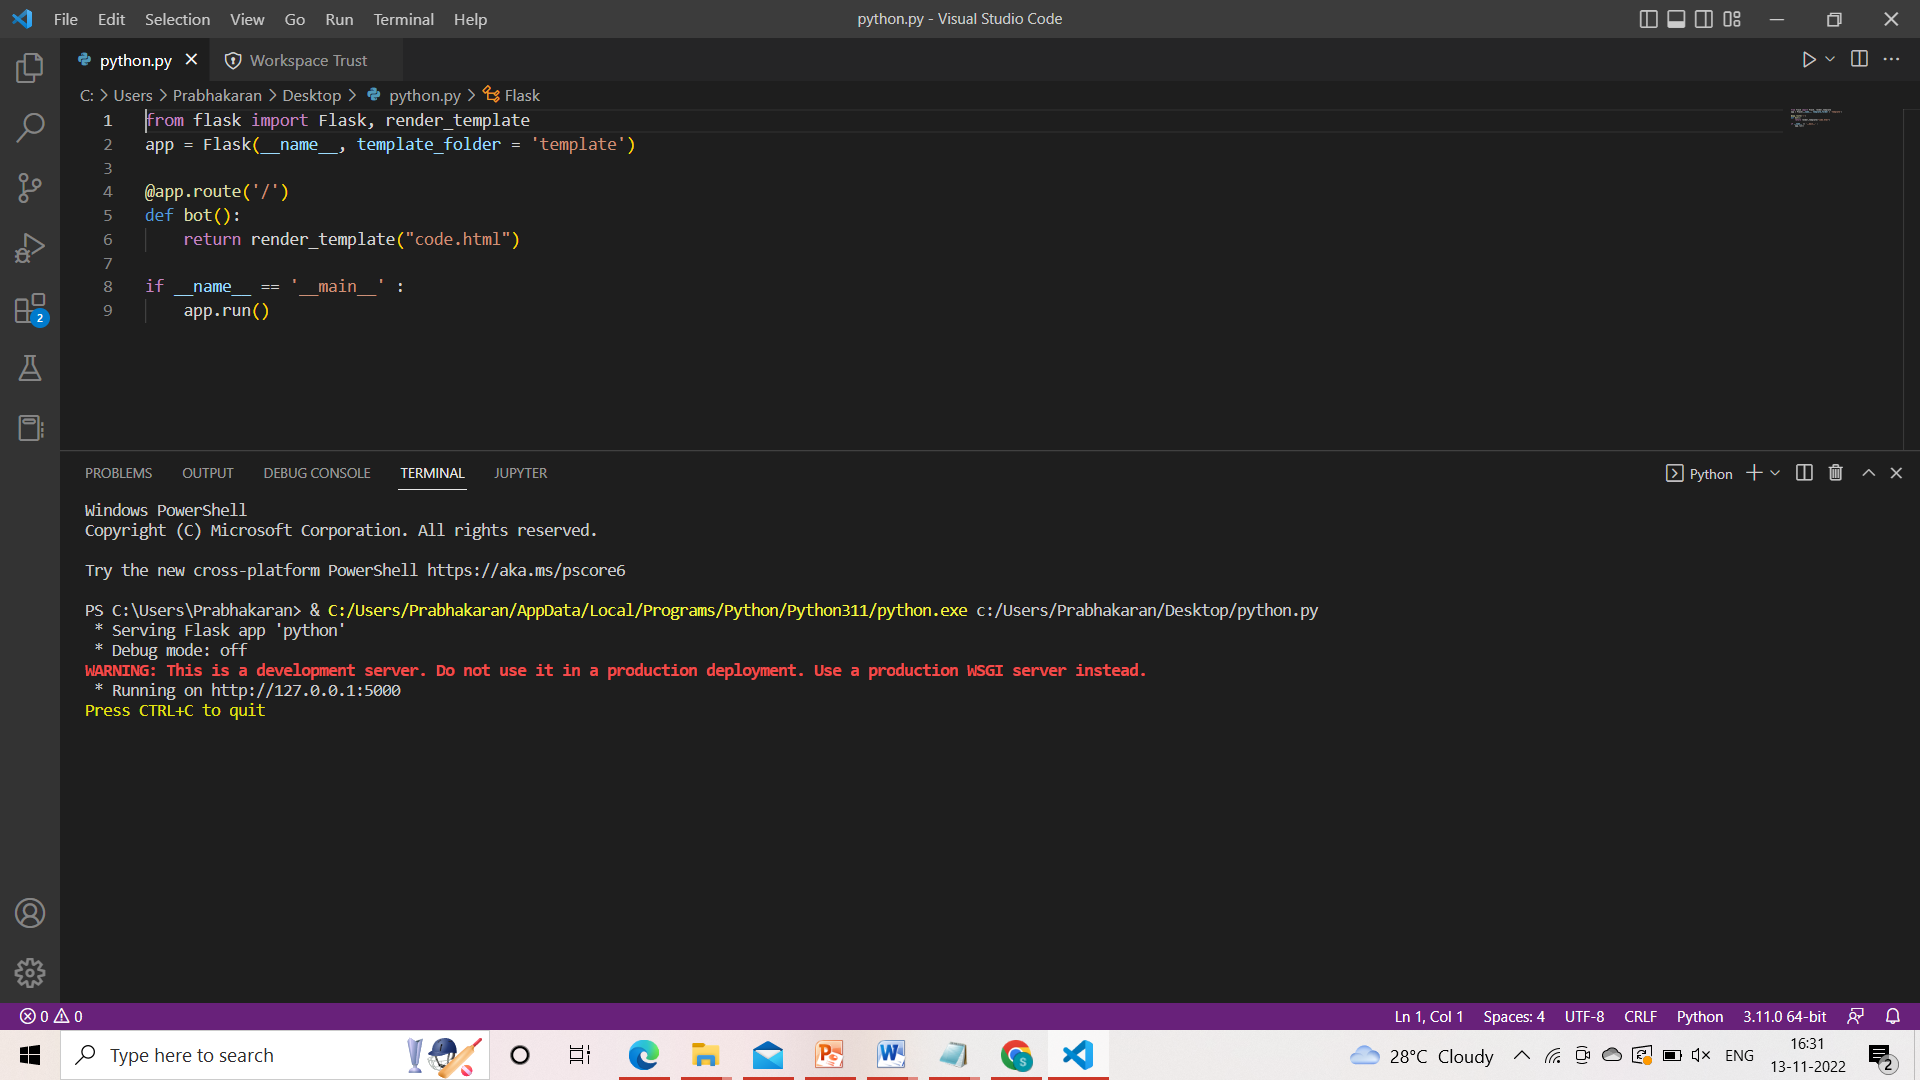 File Edit Selection View Go Run Terminal Help
python.py - Visual Studio Code
python.py
Workspace Trust
C: > Users > Prabhakaran > Desktop > python.py > Flask
1 from flask import Flask, render_template
2 app = Flask(__name__, template_folder = 'template')
3
4 @app.route('/')
5 def bot():
6 return render_template("code.html")
7
8 if __name__ == '__main__' :
9 app.run()
2
PROBLEMS OUTPUT DEBUG CONSOLE TERMINAL JUPYTER
Python
Windows PowerShell
Copyright (C) Microsoft Corporation. All rights reserved.
Try the new cross-platform PowerShell https://aka.ms/pscore6
PS C:\Users\Prabhakaran> & C:/Users/Prabhakaran/AppData/Local/Programs/Python/Python311/python.exe c:/Users/Prabhakaran/Desktop/python.py
* Serving Flask app 'python'
* Debug mode: off
WARNING: This is a development server. Do not use it in a production deployment. Use a production WSGI server instead.
* Running on http://127.0.0.1:5000
Press CTRL+C to quit
0 0
Ln 1, Col 1 Spaces: 4 UTF-8 CRLF Python 3.11.0 64-bit
Type here to search
28°C Cloudy
ENG
16:31
13-11-2022
2